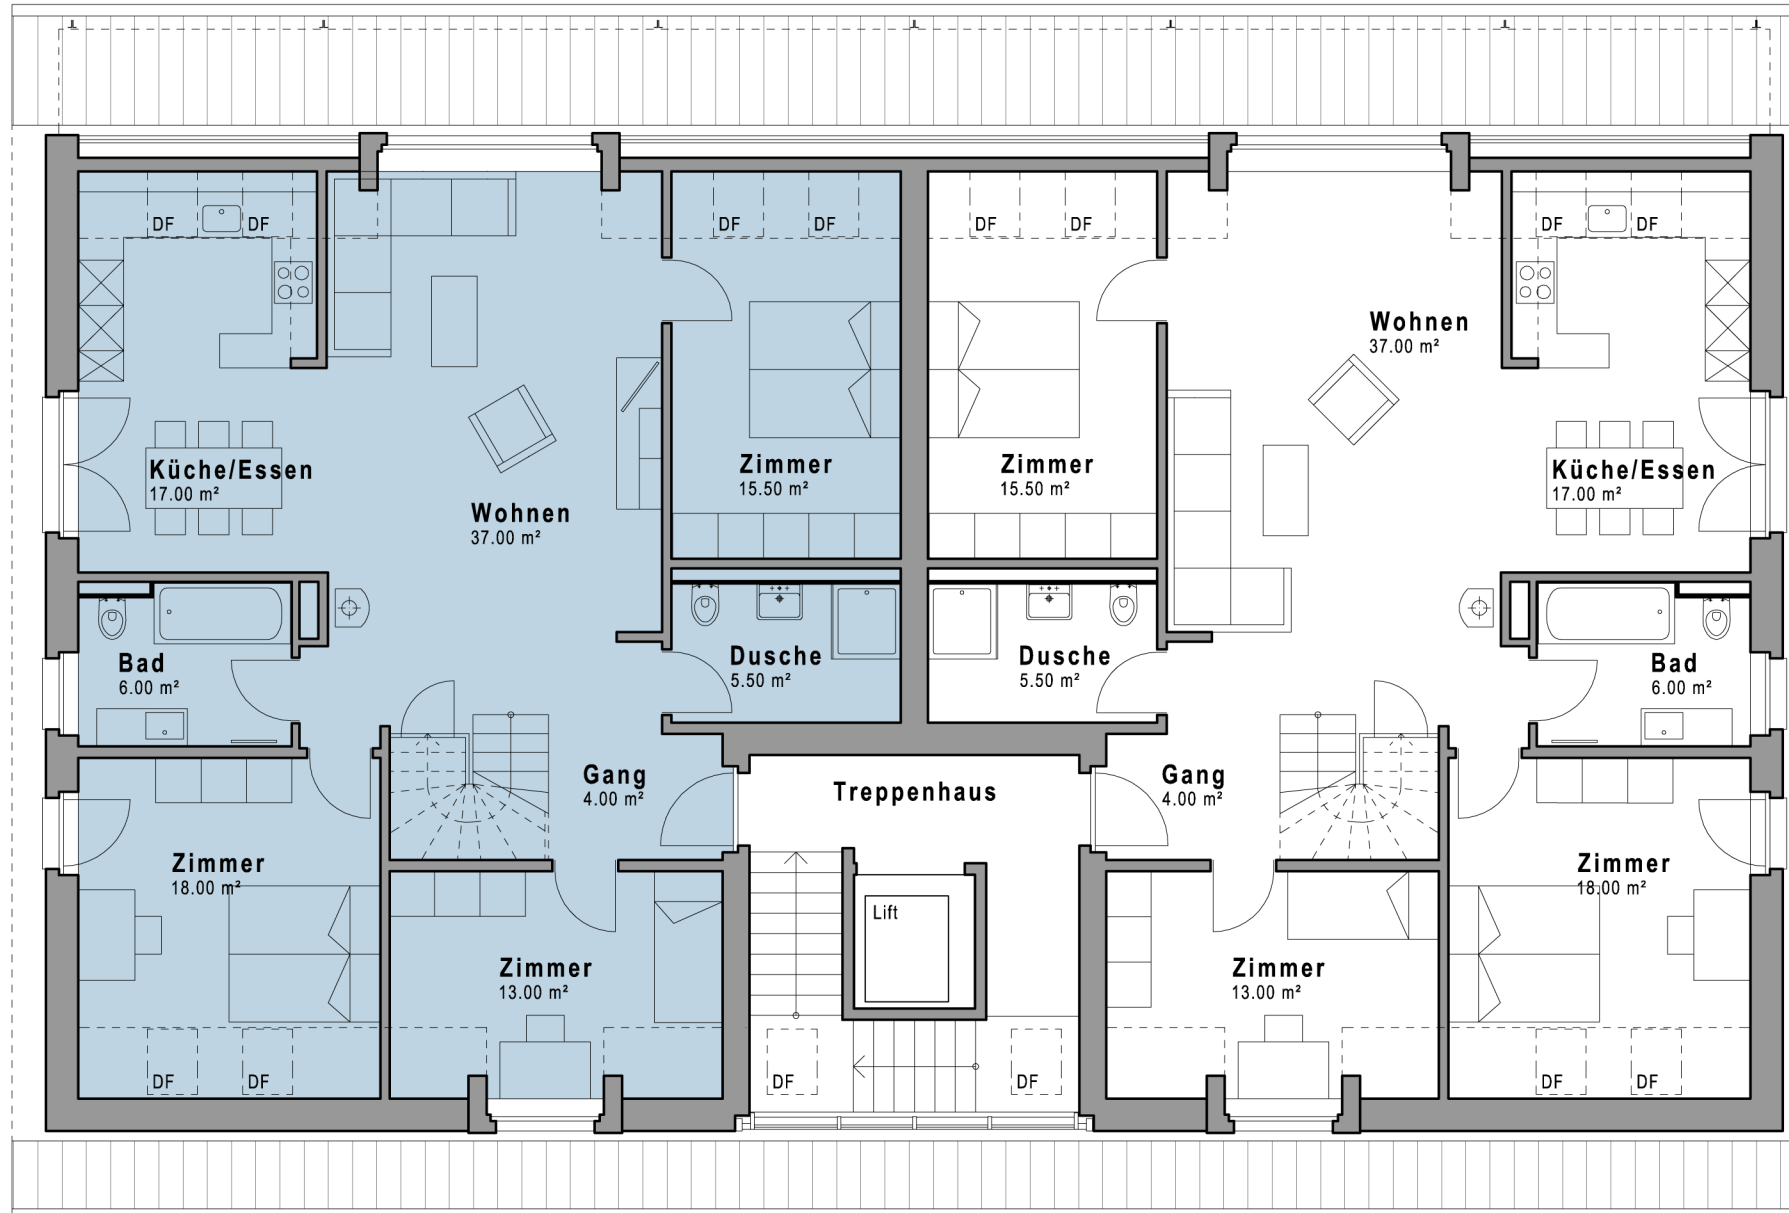 DF
DF
DF
DF
DF
DF
DF
DF
Wohnen
37.00 m²
Küche/Essen
17.00 m²
Zimmer
15.50 m²
Zimmer
15.50 m²
Küche/Essen
17.00 m²
Wohnen
37.00 m²
Bad
6.00 m²
Dusche
5.50 m²
Dusche
5.50 m²
Bad
6.00 m²
Gang
4.00 m²
Treppenhaus
Gang
4.00 m²
Zimmer
18.00 m²
Zimmer
18.00 m²
Lift
Zimmer
13.00 m²
Zimmer
13.00 m²
DF
DF
DF
DF
DF
DF